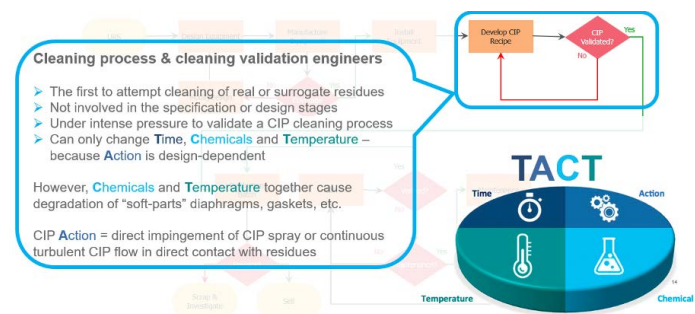 Develop CIP
Recipe
CIP
Validated?
Yes
No
Cleaning process & cleaning validation engineers
The first to attempt cleaning of real or surrogate residues
Not involved in the specification or design stages
Under intense pressure to validate a CIP cleaning process
Can only change Time, Chemicals and Temperature –
because Action is design-dependent
However, Chemicals and Temperature together cause
degradation of “soft-parts” diaphragms, gaskets, etc.
CIP Action = direct impingement of CIP spray or continuous
turbulent CIP flow in direct contact with residues
TACT
Time
Action
Temperature
Chemical
Scrap &
Investigate
Sell